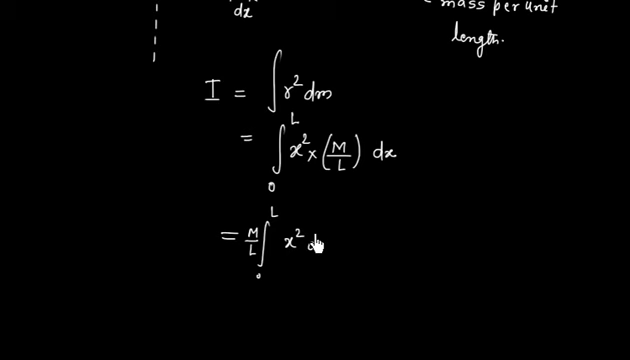 dx
mass per unit
length.
I = ∫ r² dm
= ∫₀ᴸ x² × (M/L) dx
= M/L ∫₀ᴸ x² d